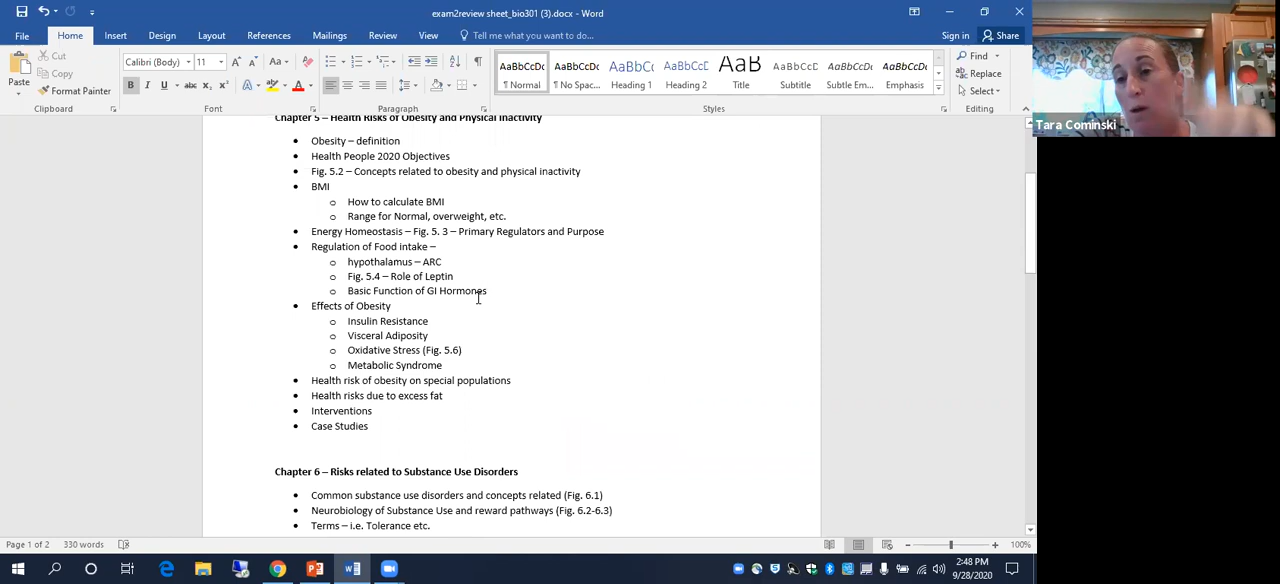 exam2review sheet_bio301 (3).docx - Word
File Home Insert Design Layout References Mailings Review View Tell me what you want to do... Sign in Share
Cut
Copy
Format Painter
Paste
Clipboard
Calibri (Body) 11
Font
Paragraph
AaBbCcDc AaBbCcDc AaBbCc AaBbCcD AaB AaBbCcD AaBbCcDc AaBbCcDc
¶ Normal ¶ No Spac... Heading 1 Heading 2 Title Subtitle Subtle Em... Emphasis
Styles
Find
Replace
Select
Editing
Tara Cominski
Chapter 5 – Health Risks of Obesity and Physical Inactivity
• Obesity – definition
• Health People 2020 Objectives
• Fig. 5.2 – Concepts related to obesity and physical inactivity
• BMI
o How to calculate BMI
o Range for Normal, overweight, etc.
• Energy Homeostasis – Fig. 5. 3 – Primary Regulators and Purpose
• Regulation of Food intake –
o hypothalamus – ARC
o Fig. 5.4 – Role of Leptin
o Basic Function of GI Hormones
• Effects of Obesity
o Insulin Resistance
o Visceral Adiposity
o Oxidative Stress (Fig. 5.6)
o Metabolic Syndrome
• Health risk of obesity on special populations
• Health risks due to excess fat
• Interventions
• Case Studies
Chapter 6 – Risks related to Substance Use Disorders
• Common substance use disorders and concepts related (Fig. 6.1)
• Neurobiology of Substance Use and reward pathways (Fig. 6.2-6.3)
• Terms – i.e. Tolerance etc.
Page 1 of 2 330 words 100%
2:48 PM
9/28/2020